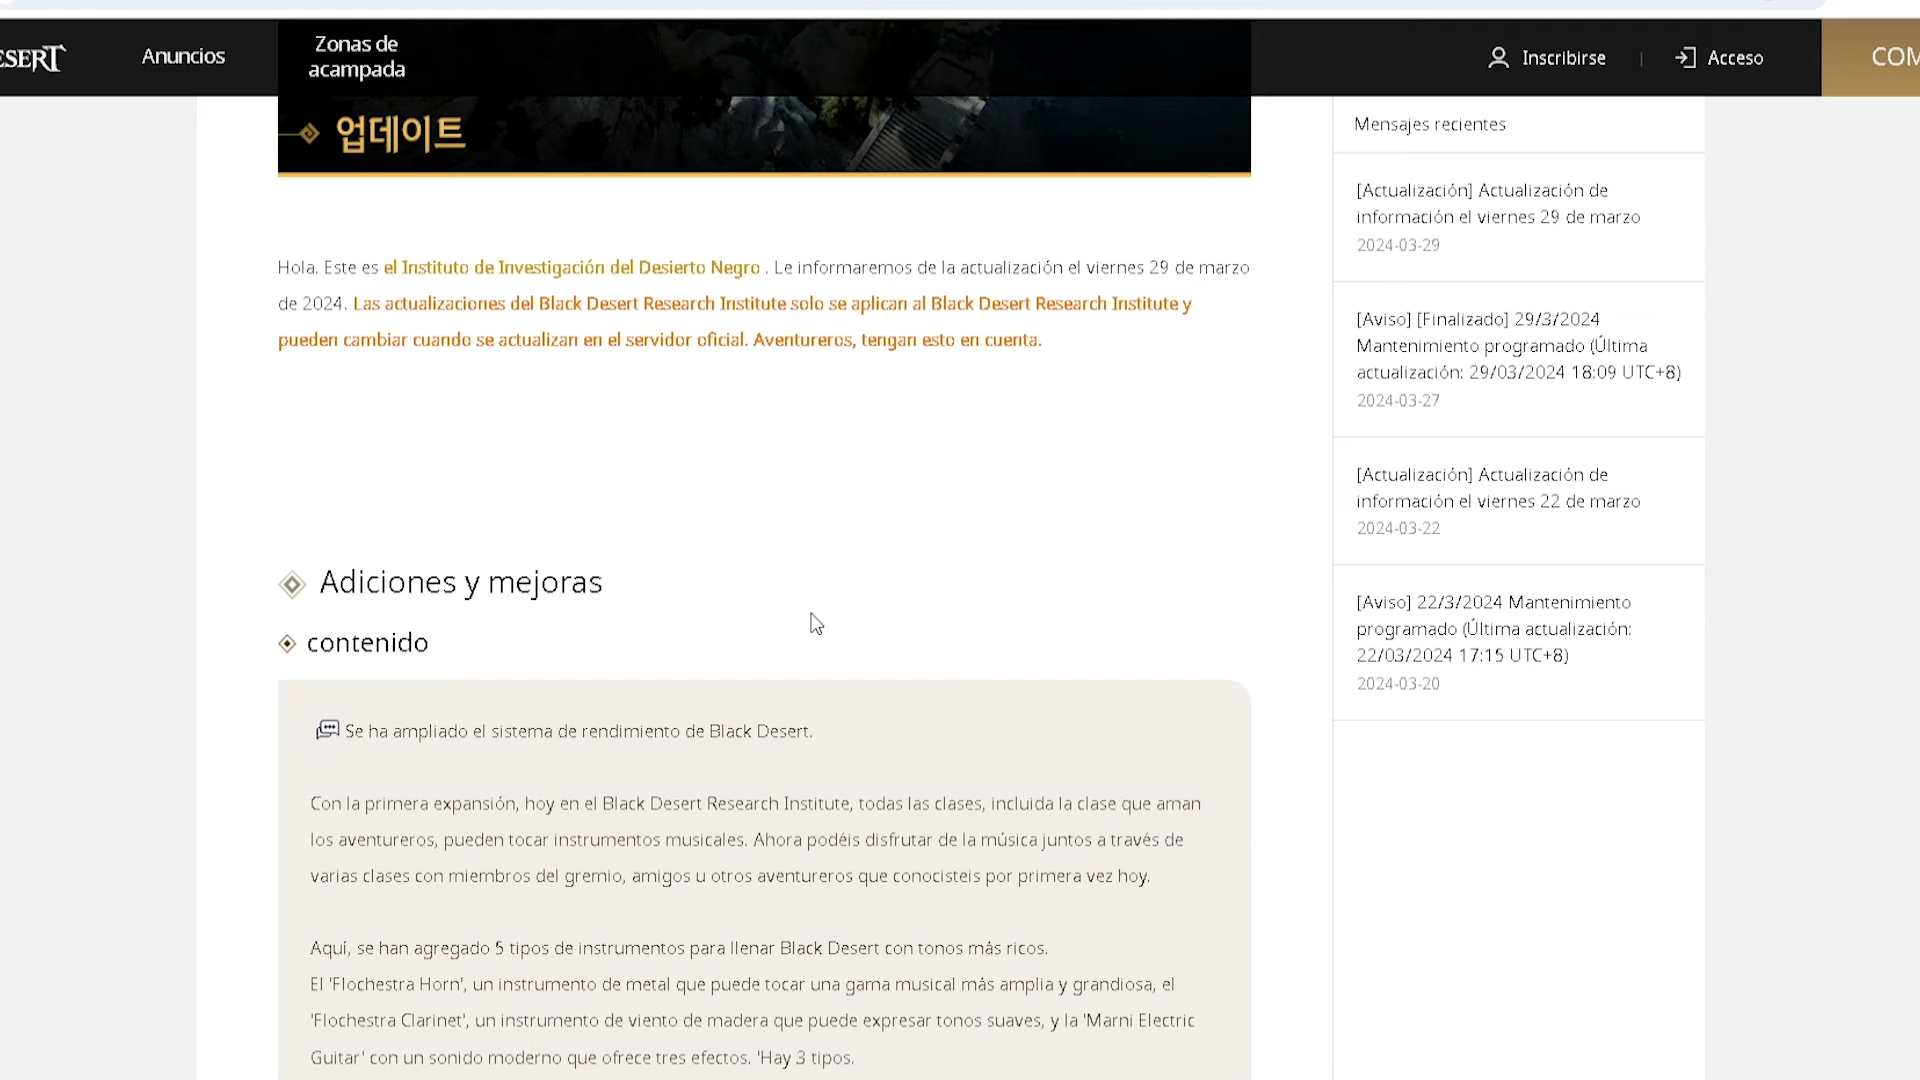 ESERT
Anuncios
Zonas de
acampada
Inscribirse
Acceso
업데이트
Hola. Este es el Instituto de Investigación del Desierto Negro . Le informaremos de la actualización el viernes 29 de marzo
de 2024. Las actualizaciones del Black Desert Research Institute solo se aplican al Black Desert Research Institute y
pueden cambiar cuando se actualizan en el servidor oficial. Aventureros, tengan esto en cuenta.
Adiciones y mejoras
contenido
Se ha ampliado el sistema de rendimiento de Black Desert.
Con la primera expansión, hoy en el Black Desert Research Institute, todas las clases, incluida la clase que aman
los aventureros, pueden tocar instrumentos musicales. Ahora podéis disfrutar de la música juntos a través de
varias clases con miembros del gremio, amigos u otros aventureros que conocisteis por primera vez hoy.
Aquí, se han agregado 5 tipos de instrumentos para llenar Black Desert con tonos más ricos.
El 'Flochestra Horn', un instrumento de metal que puede tocar una gama musical más amplia y grandiosa, el
'Flochestra Clarinet', un instrumento de viento de madera que puede expresar tonos suaves, y la 'Marni Electric
Guitar' con un sonido moderno que ofrece tres efectos. 'Hay 3 tipos.
Mensajes recientes
[Actualización] Actualización de
información el viernes 29 de marzo
2024-03-29
[Aviso] [Finalizado] 29/3/2024
Mantenimiento programado (Última
actualización: 29/03/2024 18:09 UTC+8)
2024-03-27
[Actualización] Actualización de
información el viernes 22 de marzo
2024-03-22
[Aviso] 22/3/2024 Mantenimiento
programado (Última actualización:
22/03/2024 17:15 UTC+8)
2024-03-20